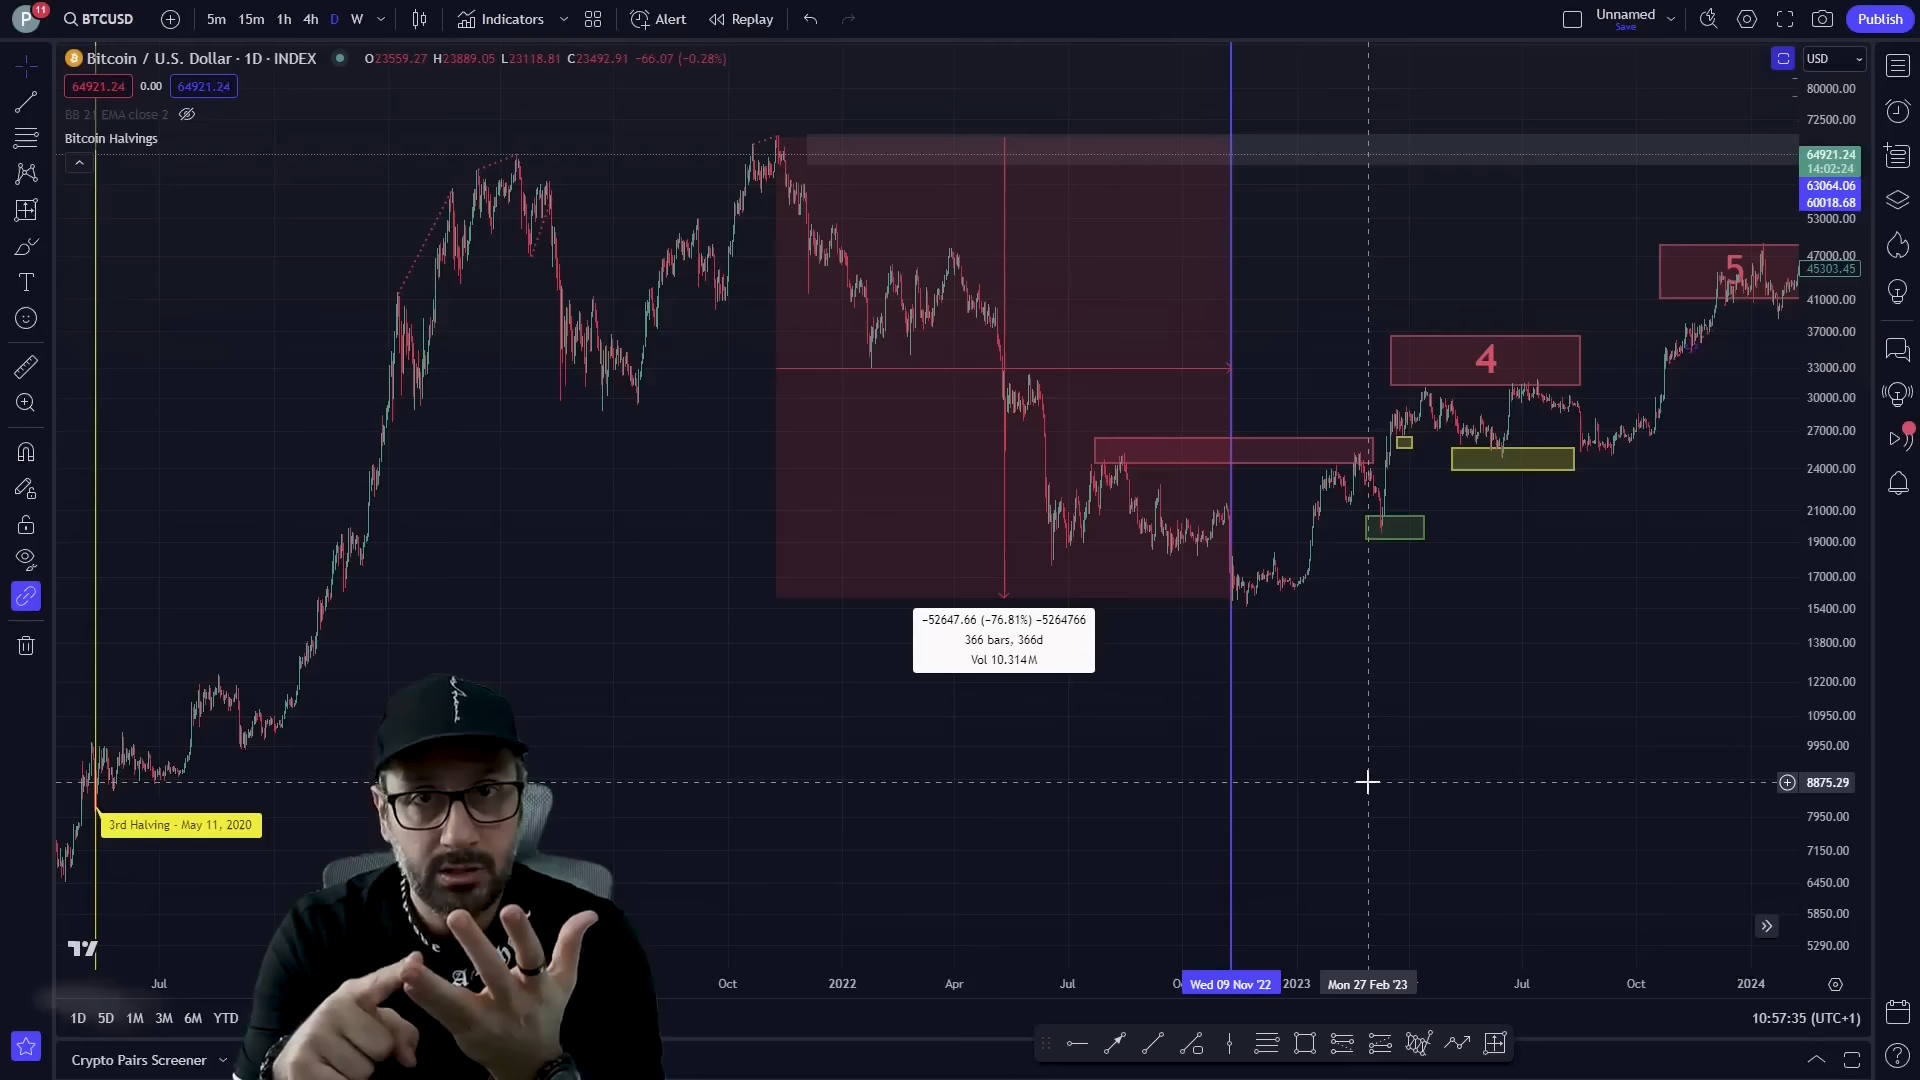 P 11 BTCUSD 5m 15m 1h 4h D W Indicators Alert Replay Unnamed Save Publish
Bitcoin / U.S. Dollar · 1D · INDEX O23559.27 H23889.05 L23118.81 C23492.91 −66.07 (−0.28%) USD
64921.24 0.00 64921.24
BB 21 EMA close 2
Bitcoin Halvings
80000.00
72500.00
64921.24
14:02:24
63064.06
60018.68
53000.00
47000.00
45303.45
41000.00
37000.00
33000.00
30000.00
27000.00
24000.00
21000.00
19000.00
17000.00
15400.00
13800.00
12200.00
10950.00
9950.00
8875.29
7950.00
7150.00
6450.00
5850.00
5290.00
5
4
−52647.66 (−76.81%) −5264766
366 bars, 366d
Vol 10.314M
3rd Halving - May 11, 2020
Jul Oct 2022 Apr Jul Wed 09 Nov '22 2023 Mon 27 Feb '23 Jul Oct 2024
1D 5D 1M 3M 6M YTD 10:57:35 (UTC+1)
Crypto Pairs Screener